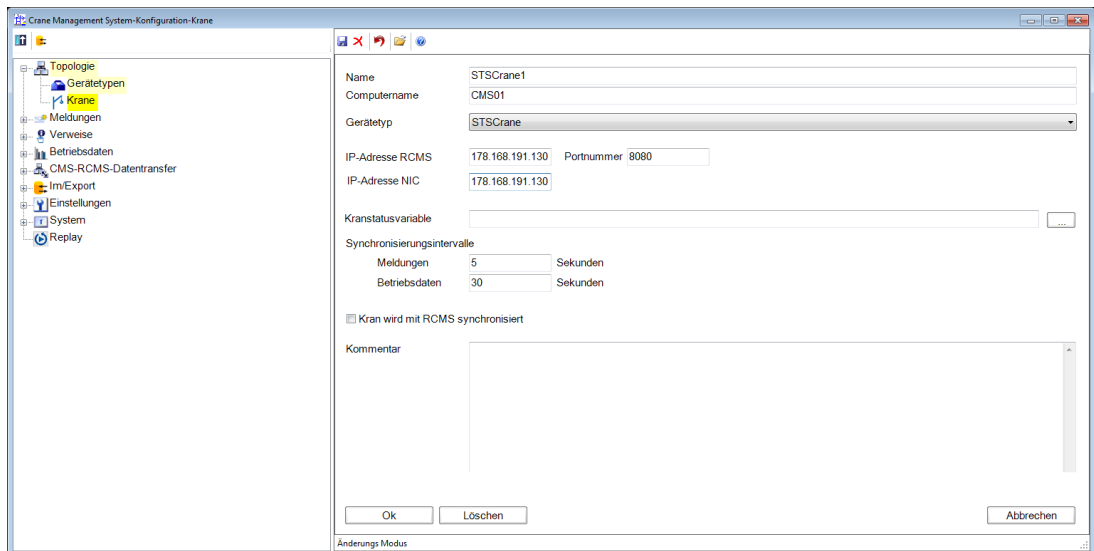 Crane Management System-Konfiguration-Krane
Topologie
Gerätetypen
Krane
Meldungen
Verweise
Betriebsdaten
CMS-RCMS-Datentransfer
Im/Export
Einstellungen
System
Replay
Name STSCrane1
Computername CMS01
Gerätetyp STSCrane
IP-Adresse RCMS 178.168.191.130 Portnummer 8080
IP-Adresse NIC 178.168.191.130
Kranstatusvariable ...
Synchronisierungsintervalle
Meldungen 5 Sekunden
Betriebsdaten 30 Sekunden
Kran wird mit RCMS synchronisiert
Kommentar
Ok Löschen Abbrechen
Änderungs Modus